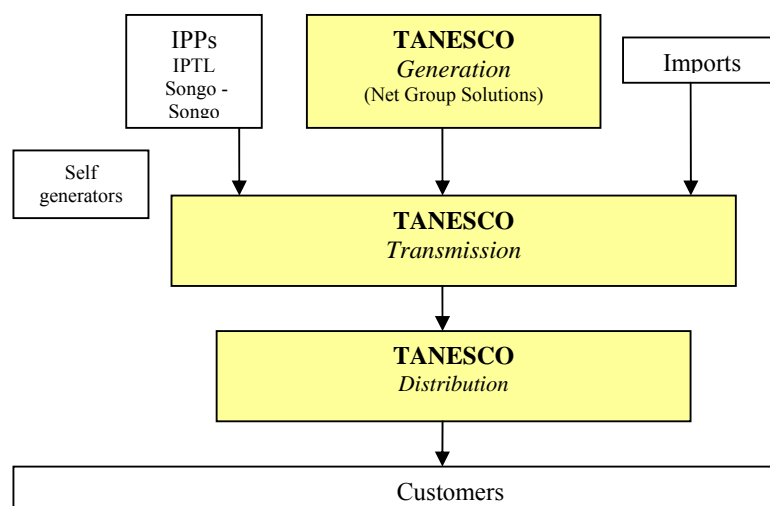 IPPs
IPTL
Songo -
Songo
TANESCO
Generation
(Net Group Solutions)
Imports
Self
generators
TANESCO
Transmission
TANESCO
Distribution
Customers